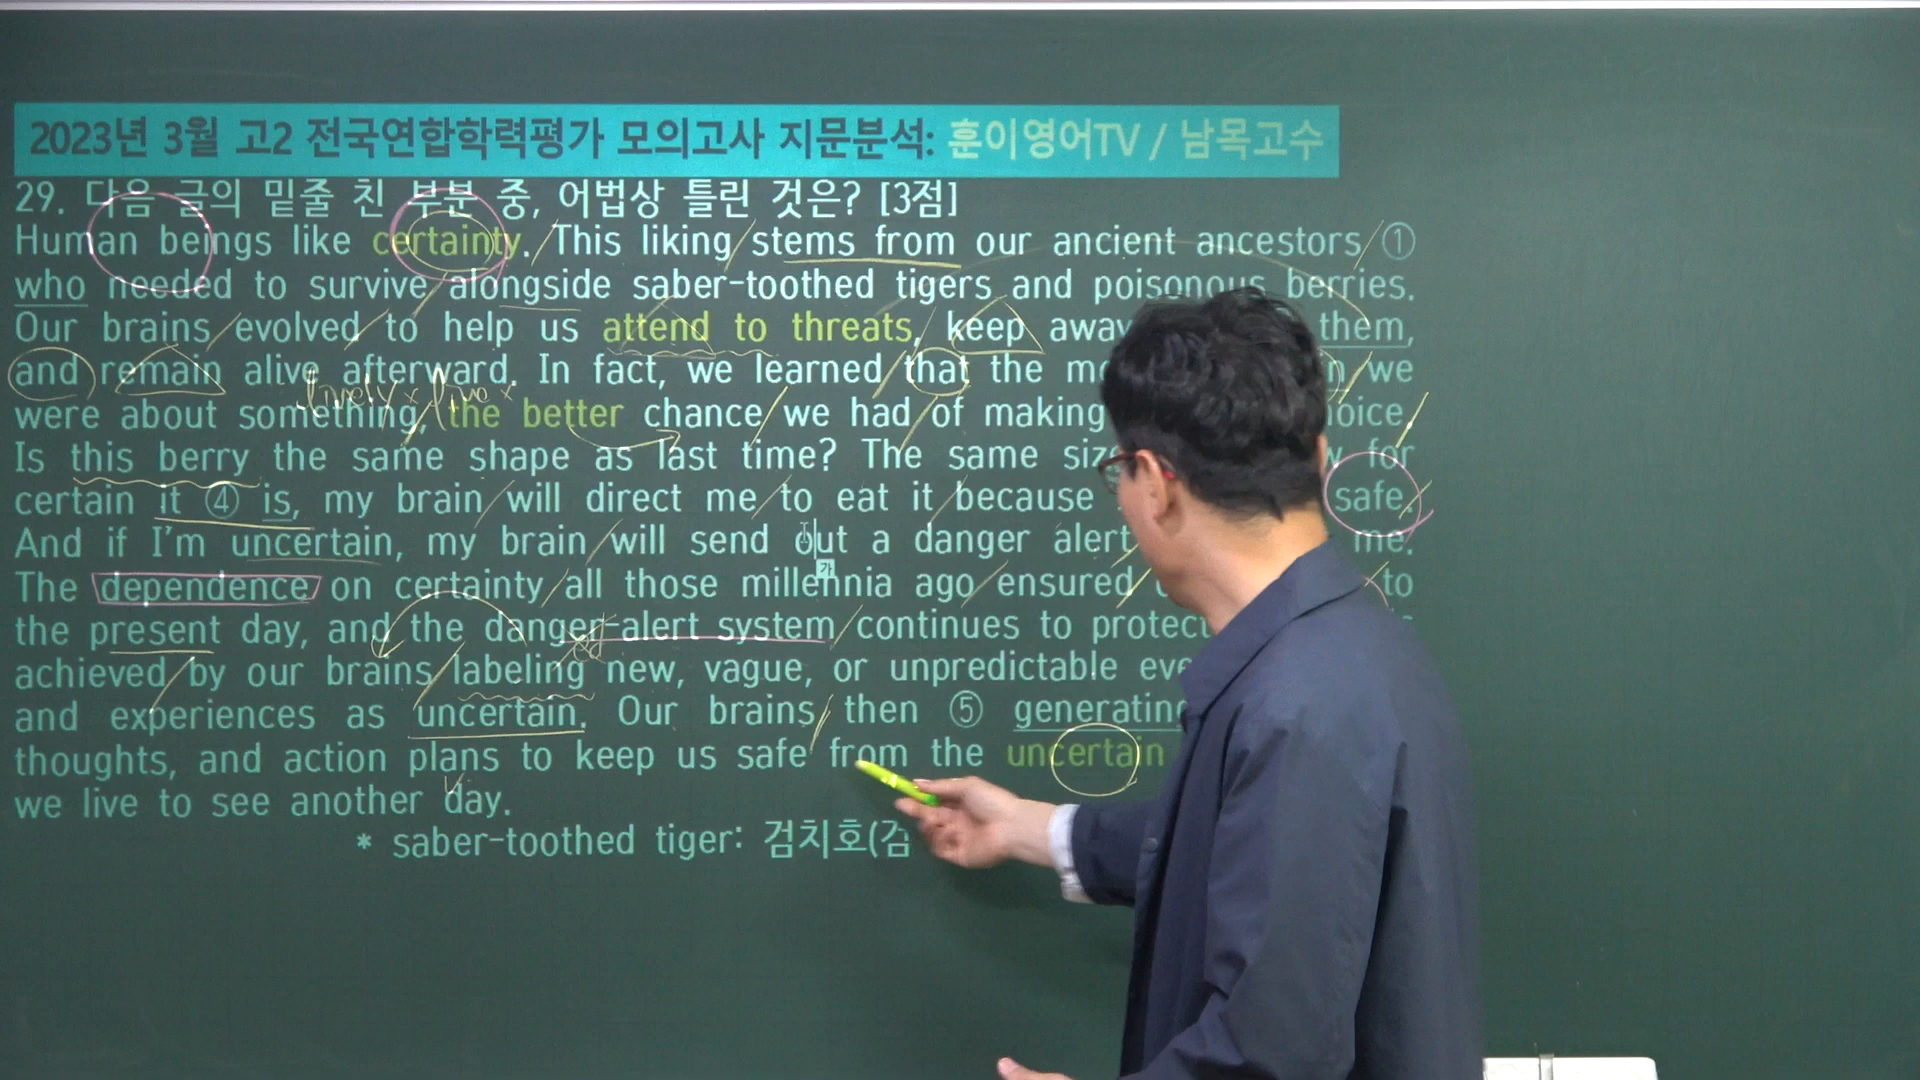 2023년 3월 고2 전국연합학력평가 모의고사 지문분석: 훈이영어TV / 남목고수
29. 다음 글의 밑줄 친 부분 중, 어법상 틀린 것은? [3점]
Human beings like certainty. This liking stems from our ancient ancestors ①
who needed to survive alongside saber-toothed tigers and poisonous berries.
Our brains evolved to help us attend to threats, keep away them,
and remain alive afterward. In fact, we learned that the we
lively× live×
were about something, the better chance we had of making
Is this berry the same shape as last time? The same for
certain it ④ is, my brain will direct me to eat it because safe.
And if I'm uncertain, my brain will send out a danger alert me.
가
The dependence on certainty all those millennia ago ensured to
the present day, and the danger-alert system continues to protect
ed
achieved by our brains labeling new, vague, or unpredictable
and experiences as uncertain. Our brains then ⑤ generating
thoughts, and action plans to keep us safe from the uncertain
we live to see another day.
* saber-toothed tiger: 검치호(검